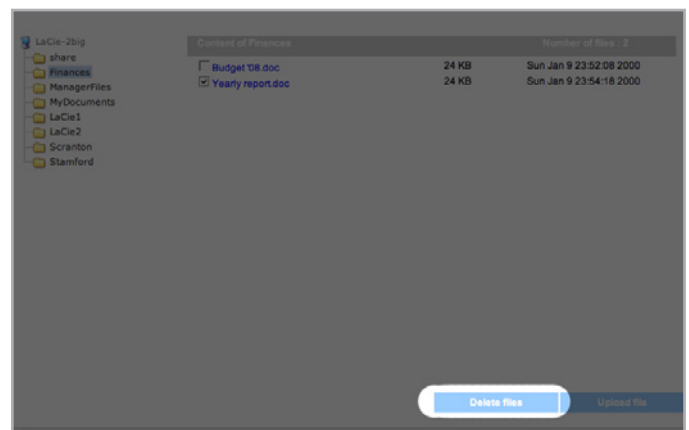 LaCie-2big
share
Finances
ManagerFiles
MyDocuments
LaCie1
LaCie2
Scranton
Stamford
Content of Finances Number of files : 2
Budget '08.doc 24 KB Sun Jan 9 23:52:08 2000
Yearly report.doc 24 KB Sun Jan 9 23:54:16 2000
Delete files Upload file